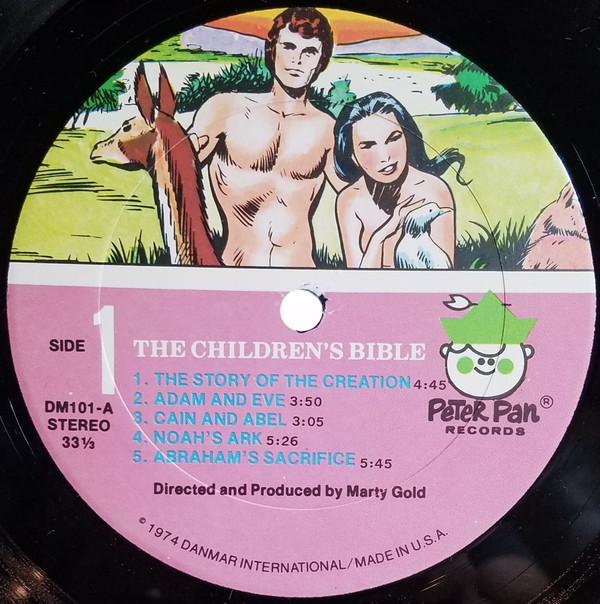 SIDE 1
DM101-A
STEREO
33⅓
THE CHILDREN'S BIBLE
1. THE STORY OF THE CREATION 4:45
2. ADAM AND EVE 3:50
3. CAIN AND ABEL 3:05
4. NOAH'S ARK 5:26
5. ABRAHAM'S SACRIFICE 5:45
Peter Pan®
RECORDS
Directed and Produced by Marty Gold
© 1974 DANMAR INTERNATIONAL/MADE IN U.S.A.